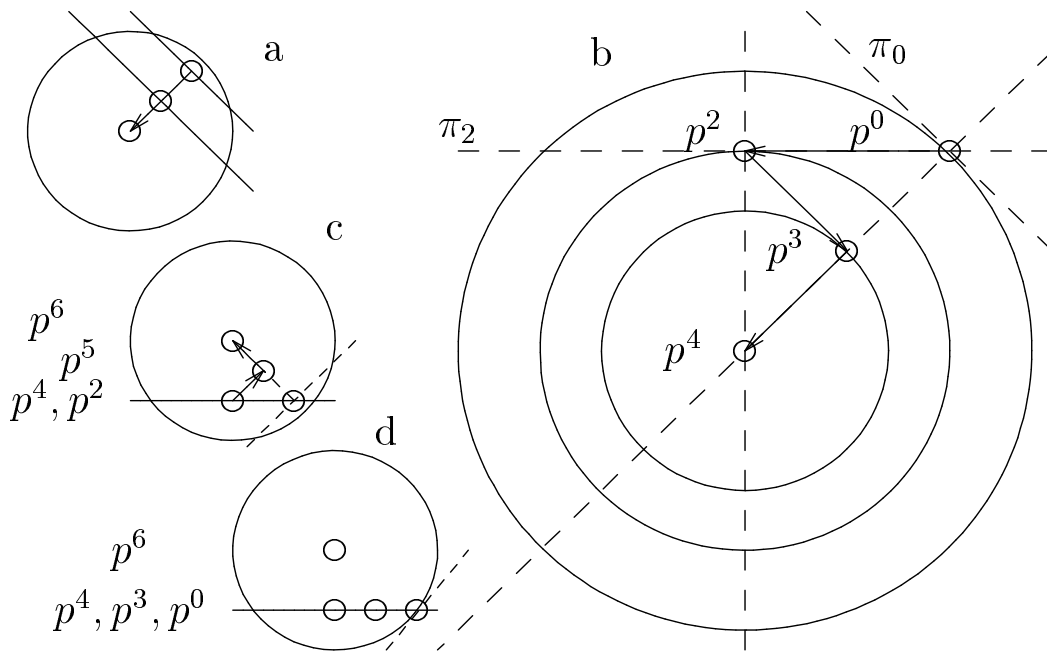 a
b
π₀
π₂
p²
p⁰
c
p³
p⁶
p⁵
p⁴
p⁴, p²
d
p⁶
p⁴, p³, p⁰